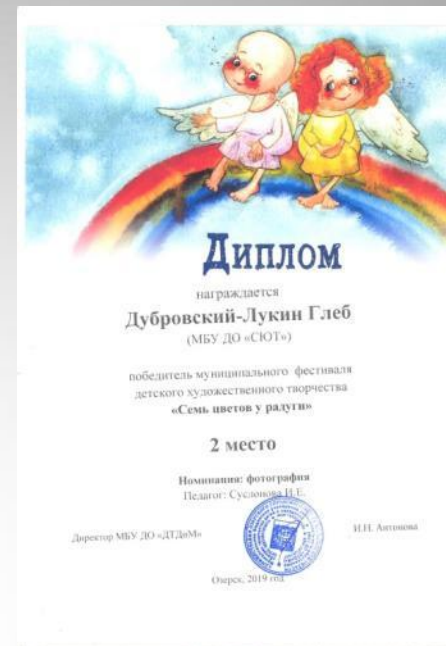 Диплом
награждается
Дубровский-Лукин Глеб
(МБУ ДО «СЮТ»)
победитель муниципального фестиваля
детского художественного творчества
«Семь цветов у радуги»
2 место
Номинация: фотография
Педагог: Суслонова И.Е.
Директор МБУ ДО «ДТДиМ»
И.Н. Антонова
Озерск, 2019 год